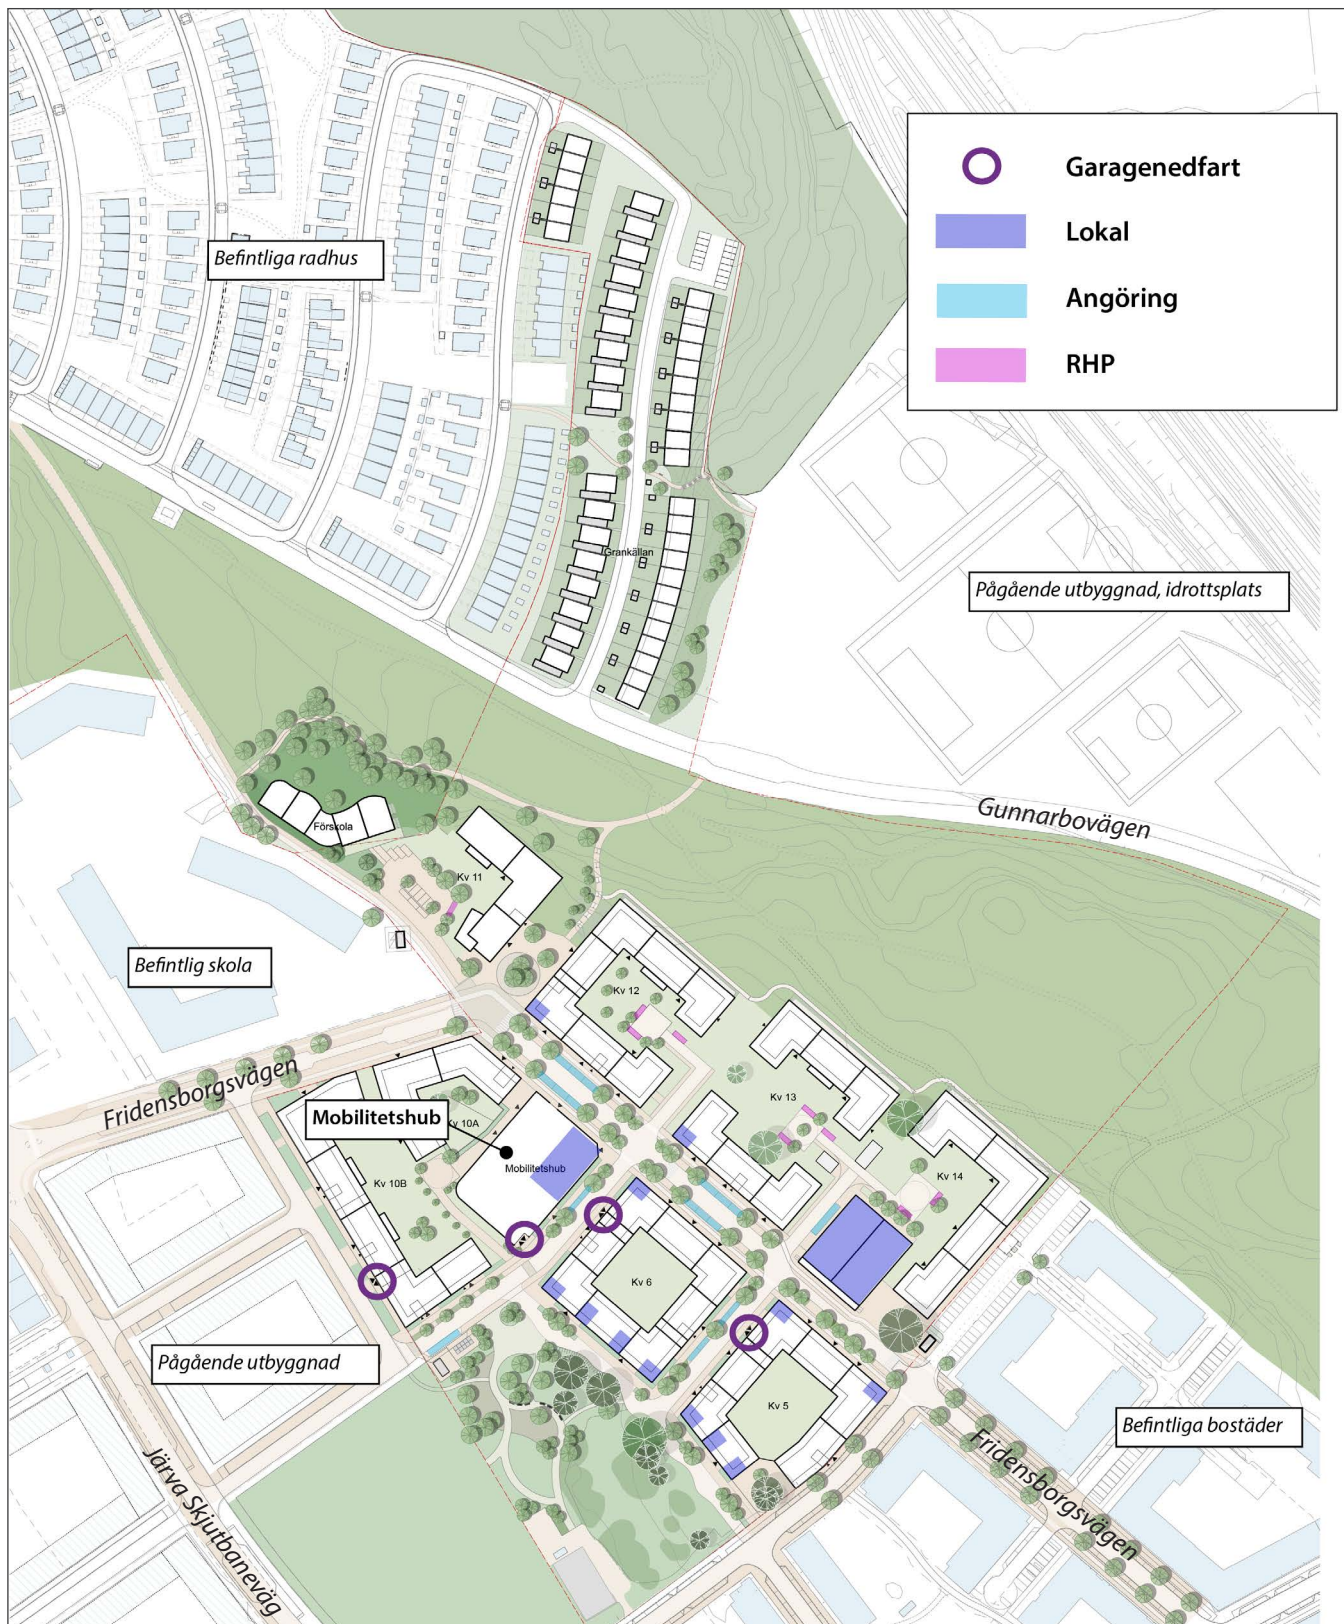 Garagenedfart
Lokal
Angöring
RHP
Befintliga radhus
Grankällan
Pågående utbyggnad, idrottsplats
Gunnarbovägen
Förskola
Kv 11
Befintlig skola
Kv 12
Fridensborgsvägen
Kv 13
Mobilitetshub
Kv 10A
Mobilitetshub
Kv 14
Kv 10B
Kv 6
Pågående utbyggnad
Kv 5
Befintliga bostäder
Fridensborgsvägen
Järva Skjutbaneväg